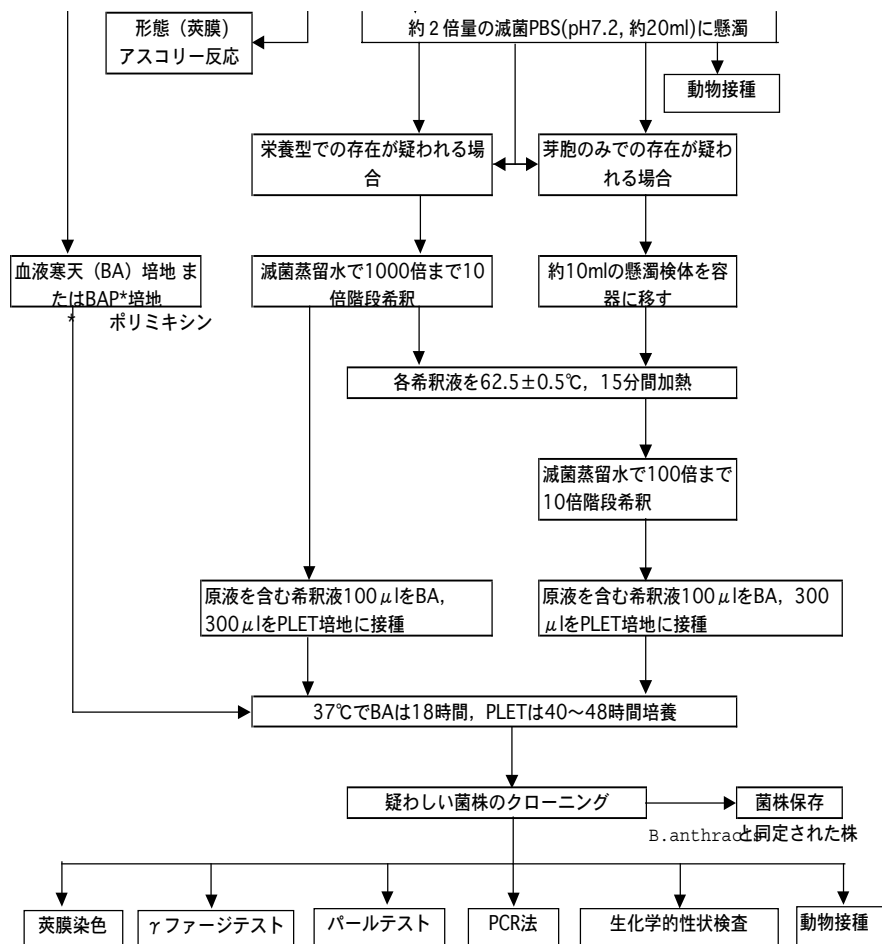 形態（莢膜）
アスコリー反応
約２倍量の滅菌PBS(pH7.2, 約20ml)に懸濁
動物接種
栄養型での存在が疑われる場
合
芽胞のみでの存在が疑わ
れる場合
血液寒天（BA）培地 ま
たはBAP*培地
* ポリミキシン
滅菌蒸留水で1000倍まで10
倍階段希釈
約10mlの懸濁検体を容
器に移す
各希釈液を62.5±0.5℃，15分間加熱
滅菌蒸留水で100倍まで
10倍階段希釈
原液を含む希釈液100μlをBA，
300μlをPLET培地に接種
原液を含む希釈液100μlをBA，300
μlをPLET培地に接種
37℃でBAは18時間，PLETは40〜48時間培養
疑わしい菌株のクローニング
菌株保存
B.anthracisと同定された株
莢膜染色
γファージテスト
パールテスト
PCR法
生化学的性状検査
動物接種